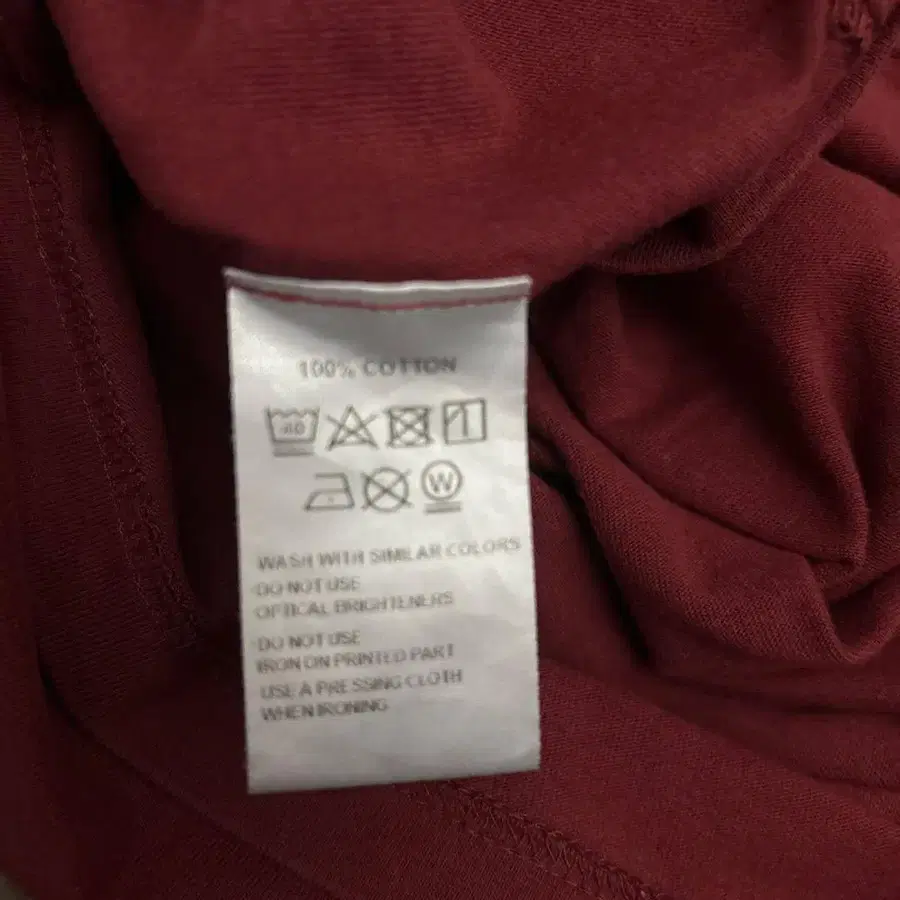 100% COTTON
40
W
WASH WITH SIMILAR COLORS
DO NOT USE
OPTICAL BRIGHTENERS
DO NOT USE
IRON ON PRINTED PART
USE A PRESSING CLOTH
WHEN IRONING